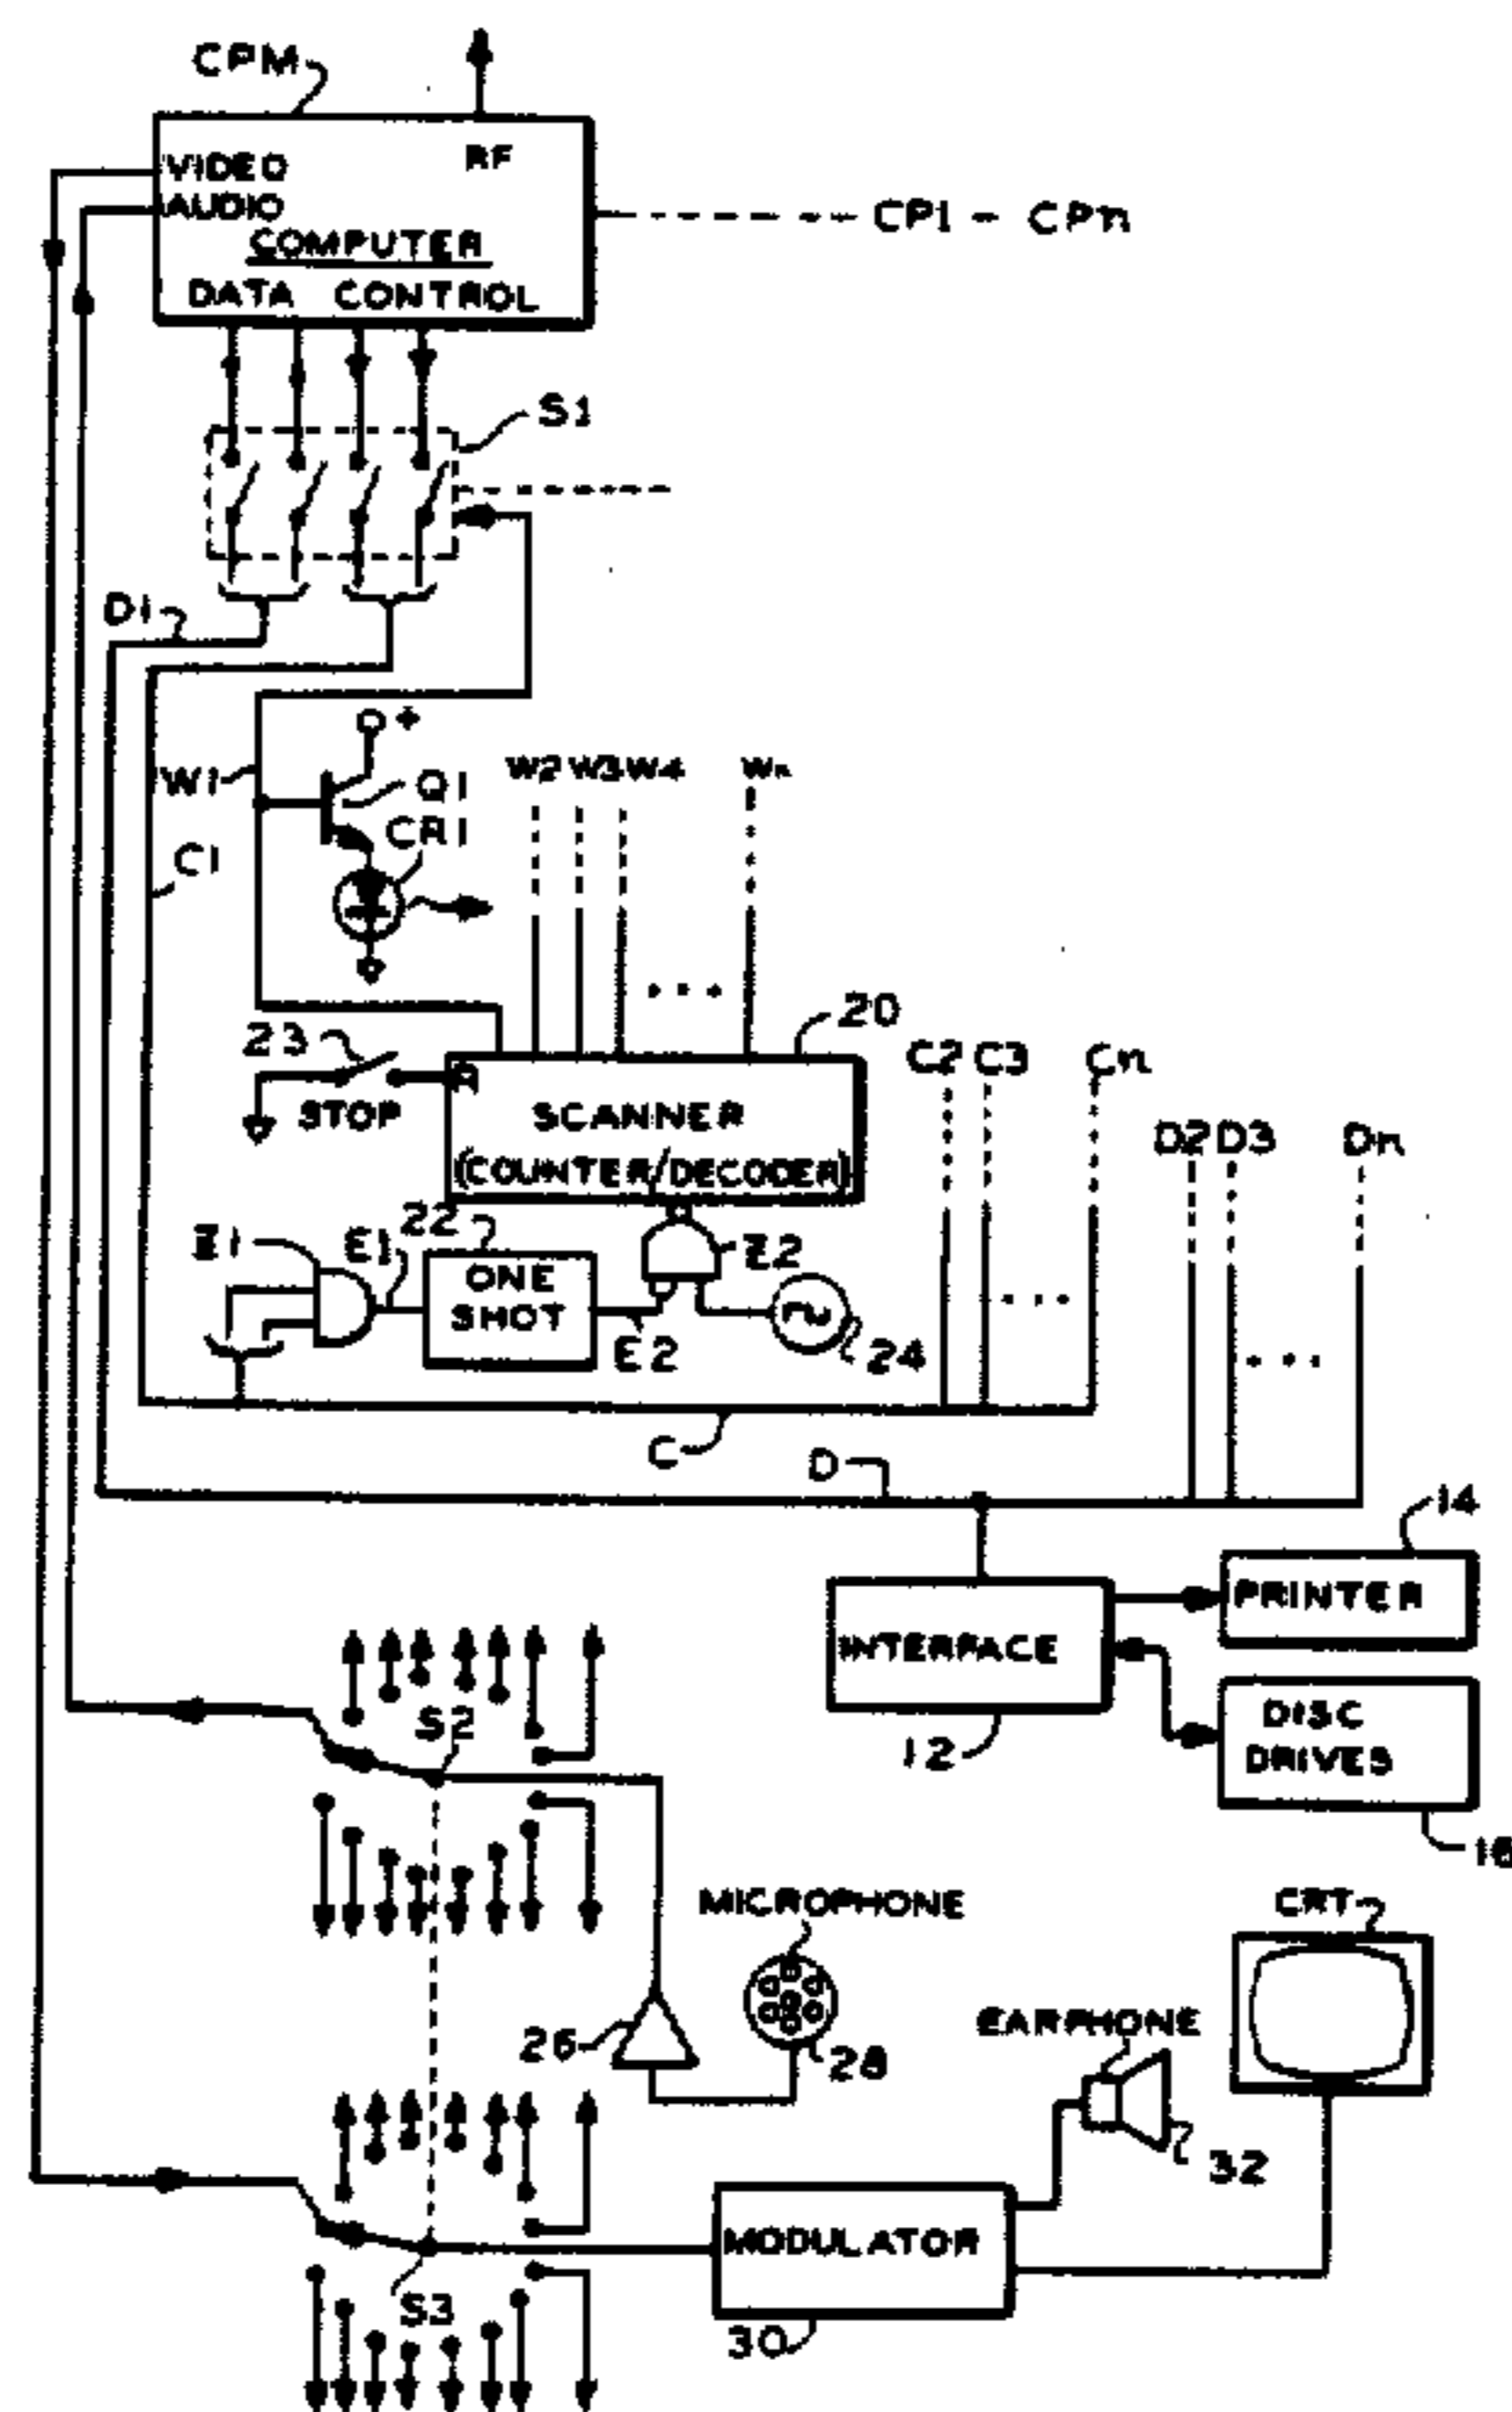 CPM
VIDEO
RF
AUDIO
CP1 - CPn
COMPUTER
DATA CONTROL
S1
D1
+
W1
Q1
W2 W3 W4 Wn
CR1
C1
23
20
C2 C3 Cn
R
STOP
SCANNER
(COUNTER/DECODER)
D2 D3 Dn
22
Z1
E1
ONE
SHOT
Z2
E2
24
C
D
14
PRINTER
INTERFACE
S2
DISC
DRIVES
12
16
MICROPHONE
CRT
26
28
EARPHONE
32
MODULATOR
S3
30